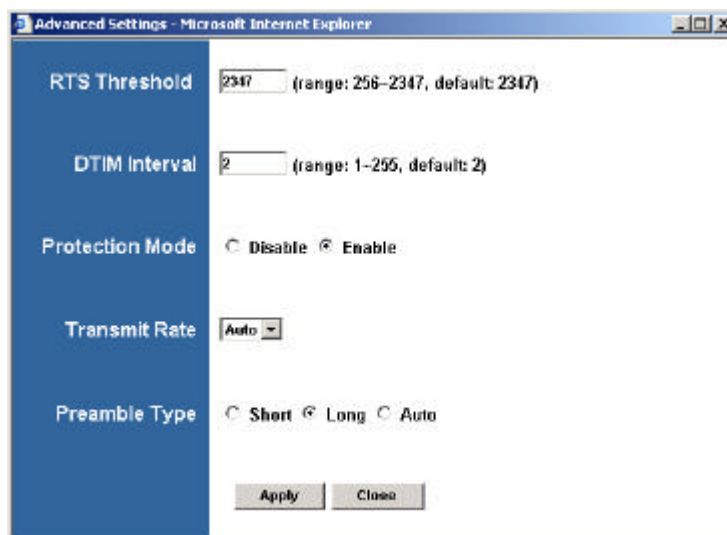 Advanced Settings - Microsoft Internet Explorer
RTS Threshold 2347 (range: 256~2347, default: 2347)
DTIM Interval 2 (range: 1~255, default: 2)
Protection Mode Disable Enable
Transmit Rate Auto
Preamble Type Short Long Auto
Apply Close